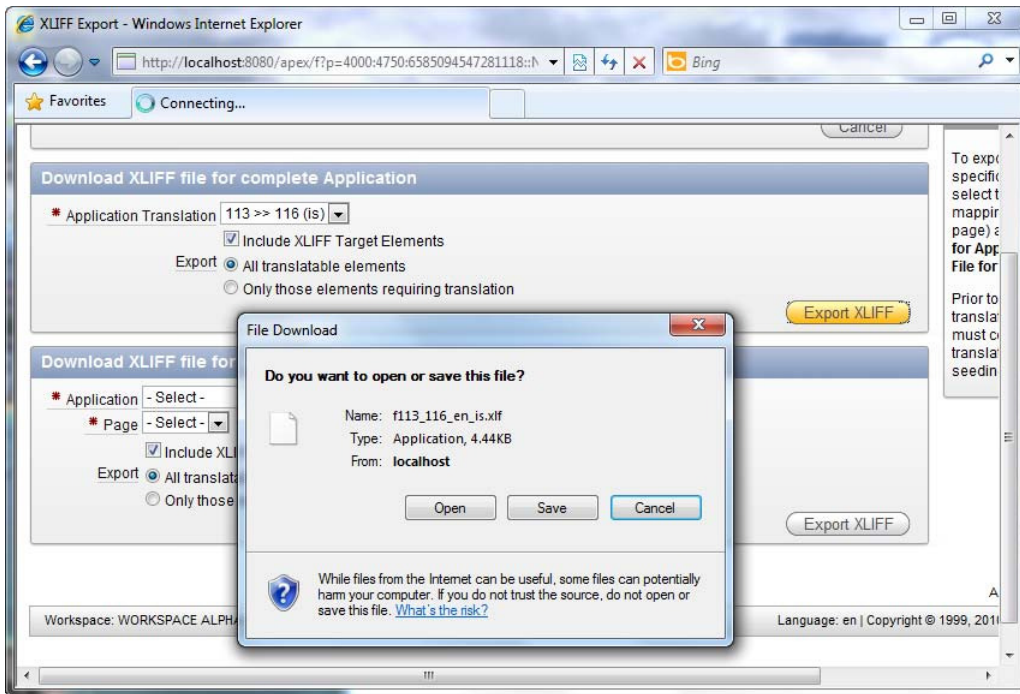 XLIFF Export - Windows Internet Explorer
http://localhost:8080/apex/f?p=4000:4750:6585094547281118::N
Bing
Favorites
Connecting...
Cancel
Download XLIFF file for complete Application
* Application Translation 113 >> 116 (is)
Include XLIFF Target Elements
Export All translatable elements
Only those elements requiring translation
Export XLIFF
Download XLIFF file for
* Application - Select -
* Page - Select -
Include XLI
Export All translata
Only those
Export XLIFF
To expo
specific
select t
mappin
page) a
for App
File for
Prior to
transla
must co
transla
seedin
File Download
Do you want to open or save this file?
Name: f113_116_en_is.xlf
Type: Application, 4.44KB
From: localhost
Open Save Cancel
While files from the Internet can be useful, some files can potentially
harm your computer. If you do not trust the source, do not open or
save this file. What's the risk?
A
Workspace: WORKSPACE ALPHA
Language: en | Copyright © 1999, 2010